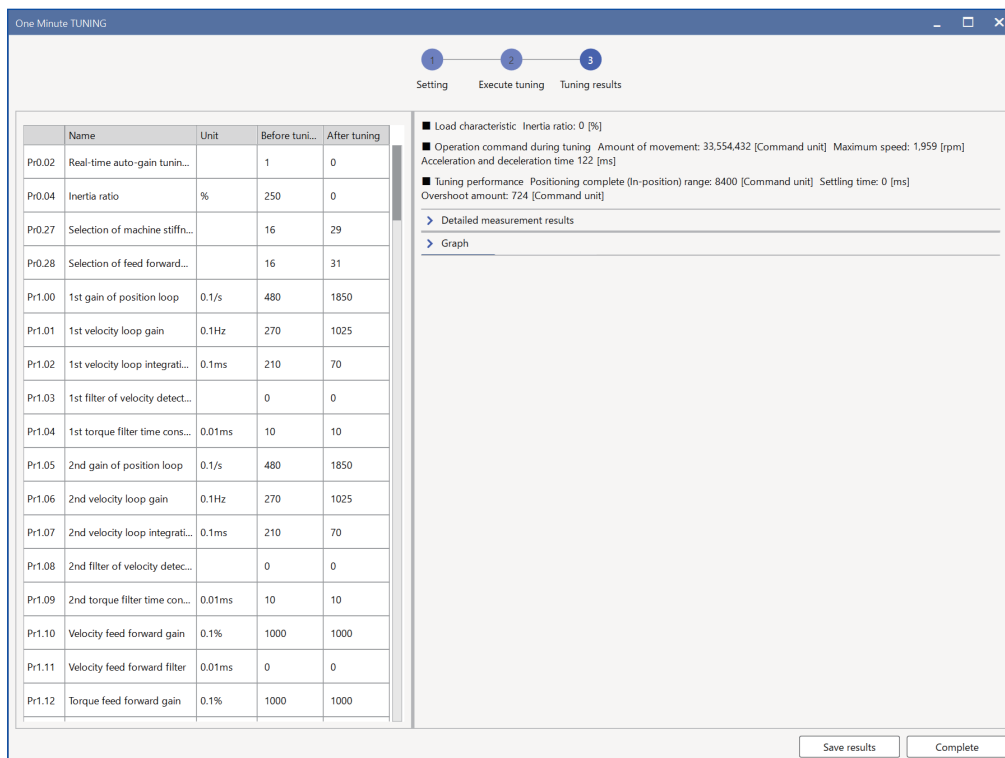 One Minute TUNING
1 2 3
Setting Execute tuning Tuning results
Name Unit Before tuni... After tuning
Pr0.02 Real-time auto-gain tunin... 1 0
Pr0.04 Inertia ratio % 250 0
Pr0.27 Selection of machine stiffn... 16 29
Pr0.28 Selection of feed forward... 16 31
Pr1.00 1st gain of position loop 0.1/s 480 1850
Pr1.01 1st velocity loop gain 0.1Hz 270 1025
Pr1.02 1st velocity loop integrati... 0.1ms 210 70
Pr1.03 1st filter of velocity detect... 0 0
Pr1.04 1st torque filter time cons... 0.01ms 10 10
Pr1.05 2nd gain of position loop 0.1/s 480 1850
Pr1.06 2nd velocity loop gain 0.1Hz 270 1025
Pr1.07 2nd velocity loop integrati... 0.1ms 210 70
Pr1.08 2nd filter of velocity detec... 0 0
Pr1.09 2nd torque filter time con... 0.01ms 10 10
Pr1.10 Velocity feed forward gain 0.1% 1000 1000
Pr1.11 Velocity feed forward filter 0.01ms 0 0
Pr1.12 Torque feed forward gain 0.1% 1000 1000
■ Load characteristic Inertia ratio: 0 [%]
■ Operation command during tuning Amount of movement: 33,554,432 [Command unit] Maximum speed: 1,959 [rpm]
Acceleration and deceleration time 122 [ms]
■ Tuning performance Positioning complete (In-position) range: 8400 [Command unit] Settling time: 0 [ms]
Overshoot amount: 724 [Command unit]
Detailed measurement results
Graph
Save results Complete